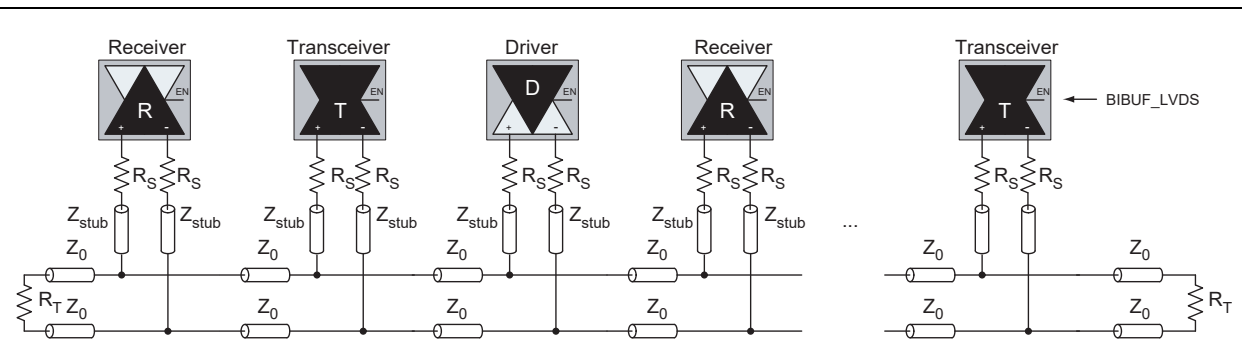 Receiver Transceiver Driver Receiver Transceiver
EN EN D EN EN EN BIBUF_LVDS
R T R T
+ - + - + - + - + -
RS RS RS RS RS RS RS RS RS RS
Zstub Zstub Zstub Zstub Zstub Zstub Zstub Zstub ...
Z0 Z0 Z0 Z0 Z0 Z0
RT Z0 Z0 Z0 Z0 Z0 Z0 RT